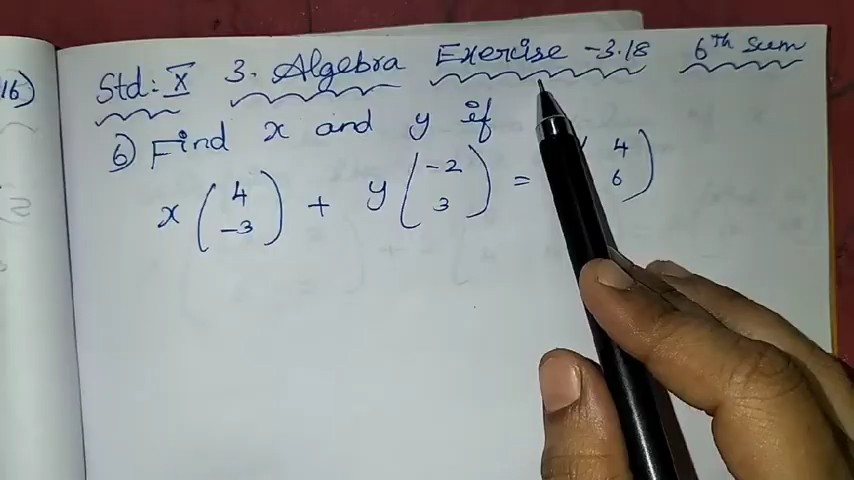 16)
Std: X 3. Algebra Exercise - 3.18 6th Sum
6) Find x and y if
x ( 4 -3 ) + y ( -2 3 ) = 4 6 )